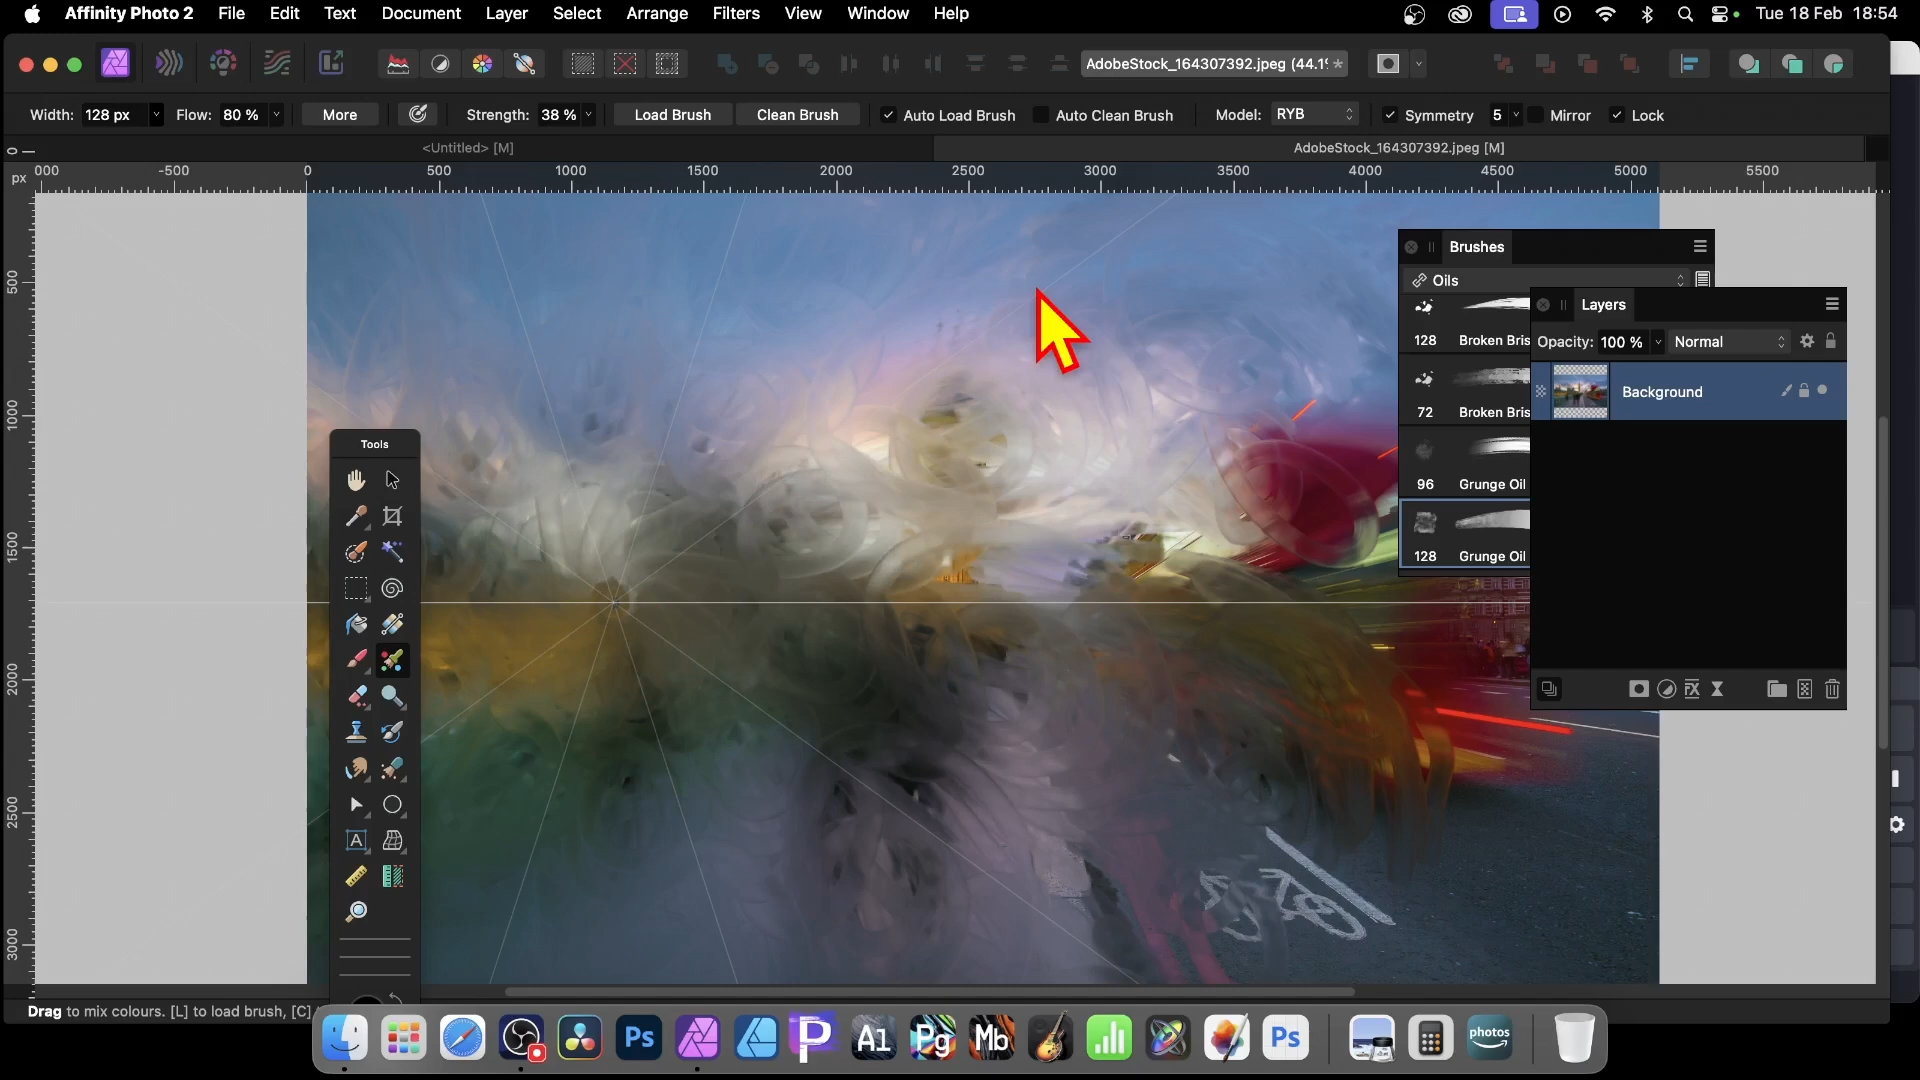 Affinity Photo 2 File Edit Text Document Layer Select Arrange Filters View Window Help Tue 18 Feb 18:54
AdobeStock_164307392.jpeg (44.1% *
Width: 128 px Flow: 80 % More Strength: 38 % Load Brush Clean Brush Auto Load Brush Auto Clean Brush Model: RYB Symmetry 5 Mirror Lock
<Untitled> [M] AdobeStock_164307392.jpeg [M]
px 000 -500 0 500 1000 1500 2000 2500 3000 3500 4000 4500 5000 5500
0
500
1000
1500
2000
2500
3000
Brushes
Oils
128 Broken Bris
72 Broken Bris
96 Grunge Oil
128 Grunge Oil
Layers
Opacity: 100 % Normal
Background
Tools
A
Drag to mix colours. [L] to load brush, [C]
Ps P Al Pg Mb Ps photos